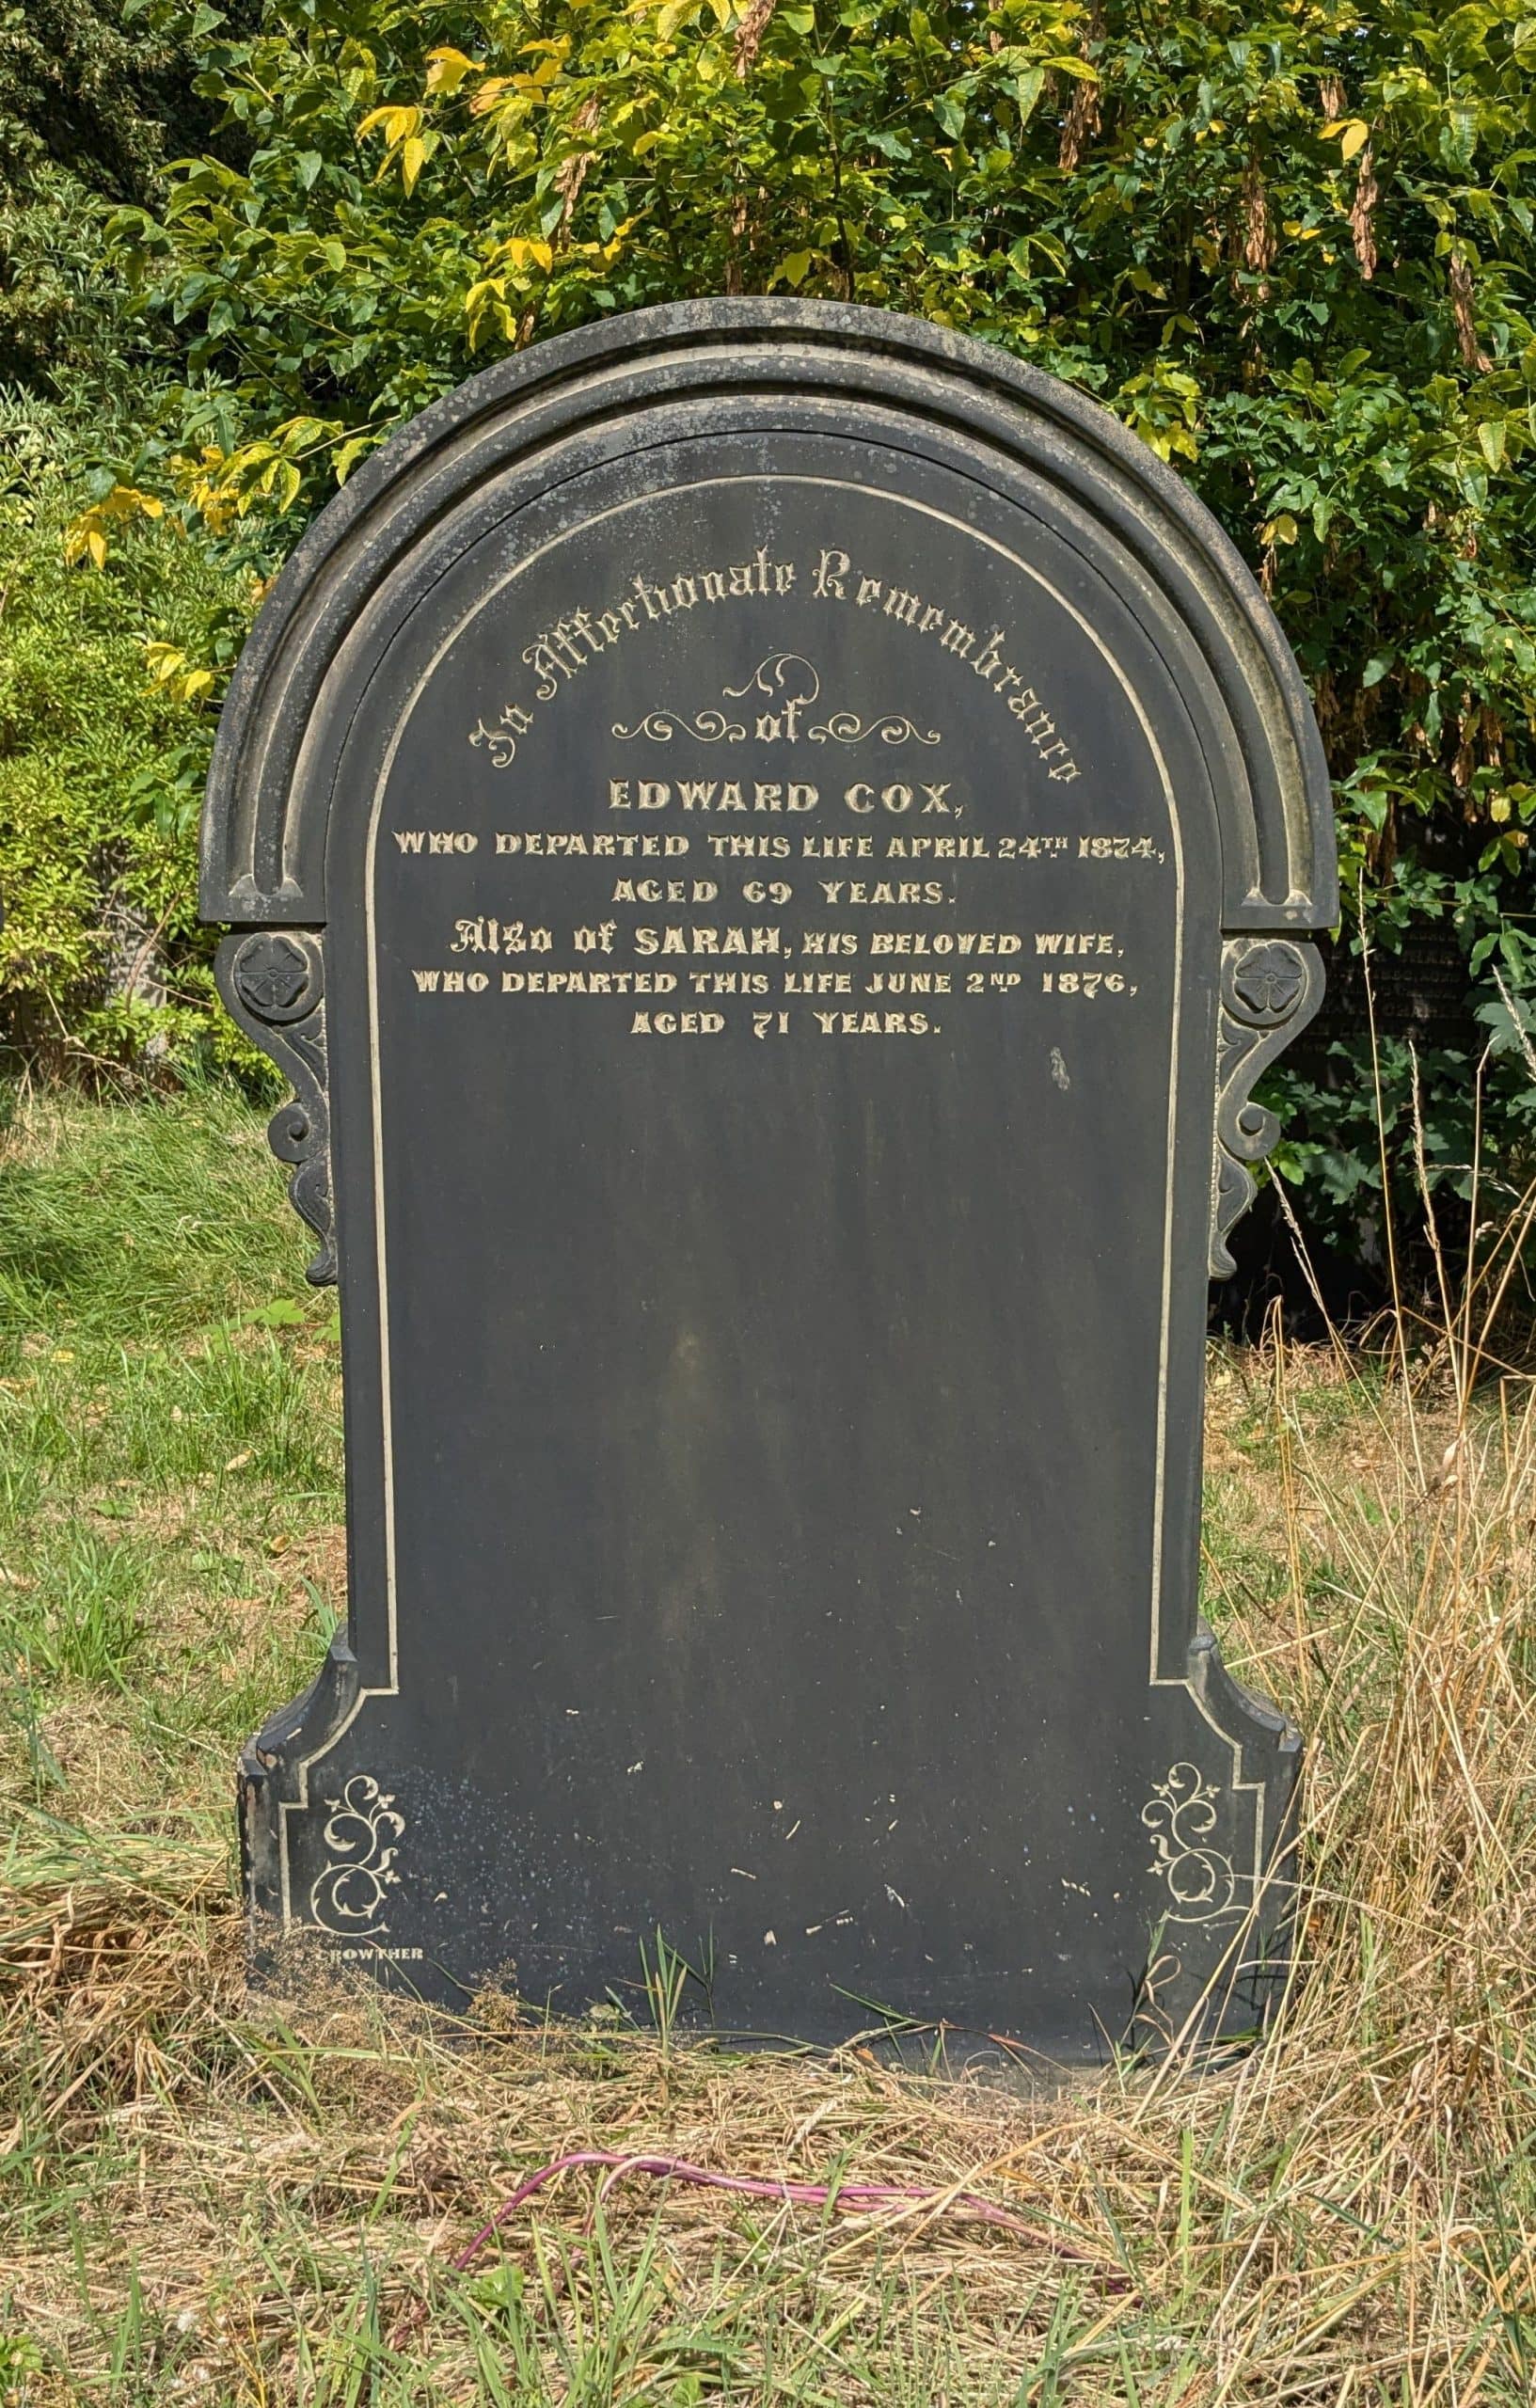 In Affectionate Remembrance
of
EDWARD COX,
WHO DEPARTED THIS LIFE APRIL 24TH 1874,
AGED 69 YEARS.
Also of SARAH, HIS BELOVED WIFE,
WHO DEPARTED THIS LIFE JUNE 2ND 1876,
AGED 71 YEARS.
CROWTHER